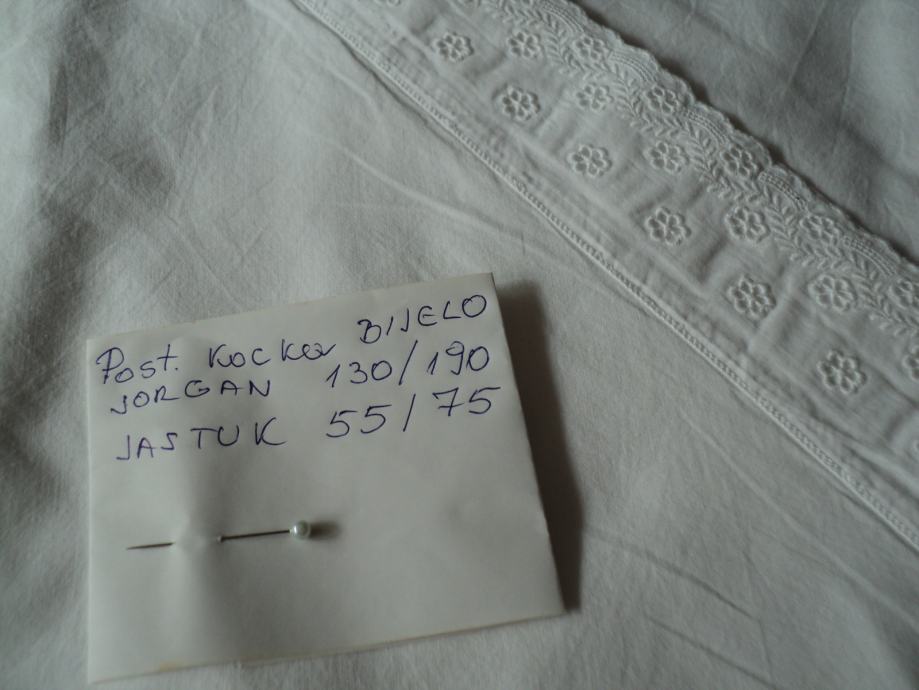 Post. Kocka BIJELO
JORGAN 130/190
JASTUK 55/75